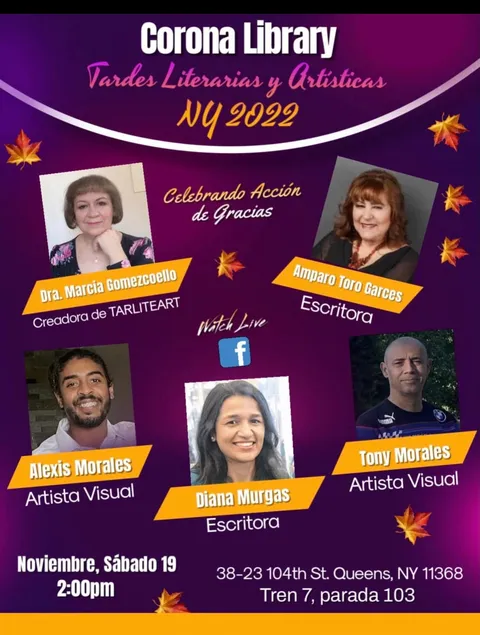 Corona Library
Tardes Literarias y Artísticas
NY 2022
Celebrando Acción
de Gracias
Dra. Marcia Gomezcoello
Creadora de TARLITEART
Amparo Toro Garces
Escritora
Watch Live
f
Alexis Morales
Artista Visual
Diana Murgas
Escritora
Tony Morales
Artista Visual
Noviembre, Sábado 19
2:00pm
38-23 104th St. Queens, NY 11368
Tren 7, parada 103